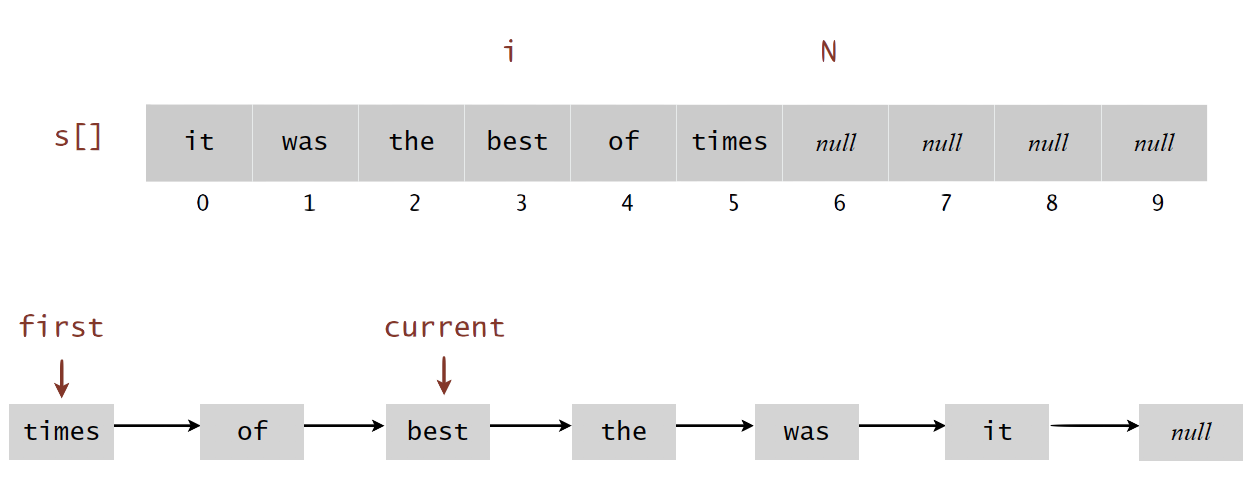 i N
s[] it was the best of times null null null null
0 1 2 3 4 5 6 7 8 9
first current
times of best the was it null